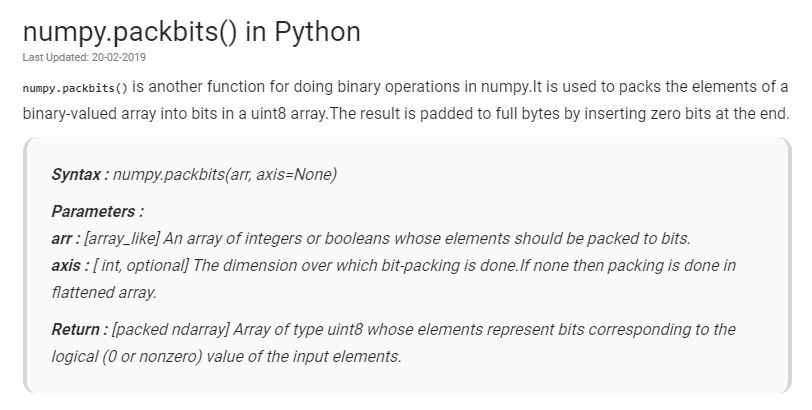 numpy.packbits() in Python
Last Updated: 20-02-2019
numpy.packbits() is another function for doing binary operations in numpy.It is used to packs the elements of a
binary-valued array into bits in a uint8 array.The result is padded to full bytes by inserting zero bits at the end.
Syntax : numpy.packbits(arr, axis=None)
Parameters :
arr : [array_like] An array of integers or booleans whose elements should be packed to bits.
axis : [ int, optional] The dimension over which bit-packing is done.If none then packing is done in
flattened array.
Return : [packed ndarray] Array of type uint8 whose elements represent bits corresponding to the
logical (0 or nonzero) value of the input elements.